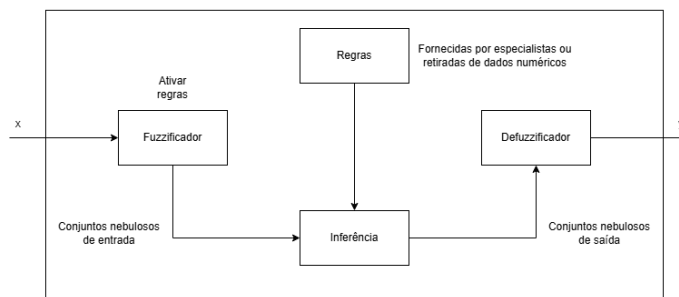 Regras
Fornecidas por especialistas ou
retiradas de dados numéricos
Ativar
regras
x
Fuzzificador
Defuzzificador
Conjuntos nebulosos
de entrada
Inferência
Conjuntos nebulosos
de saída